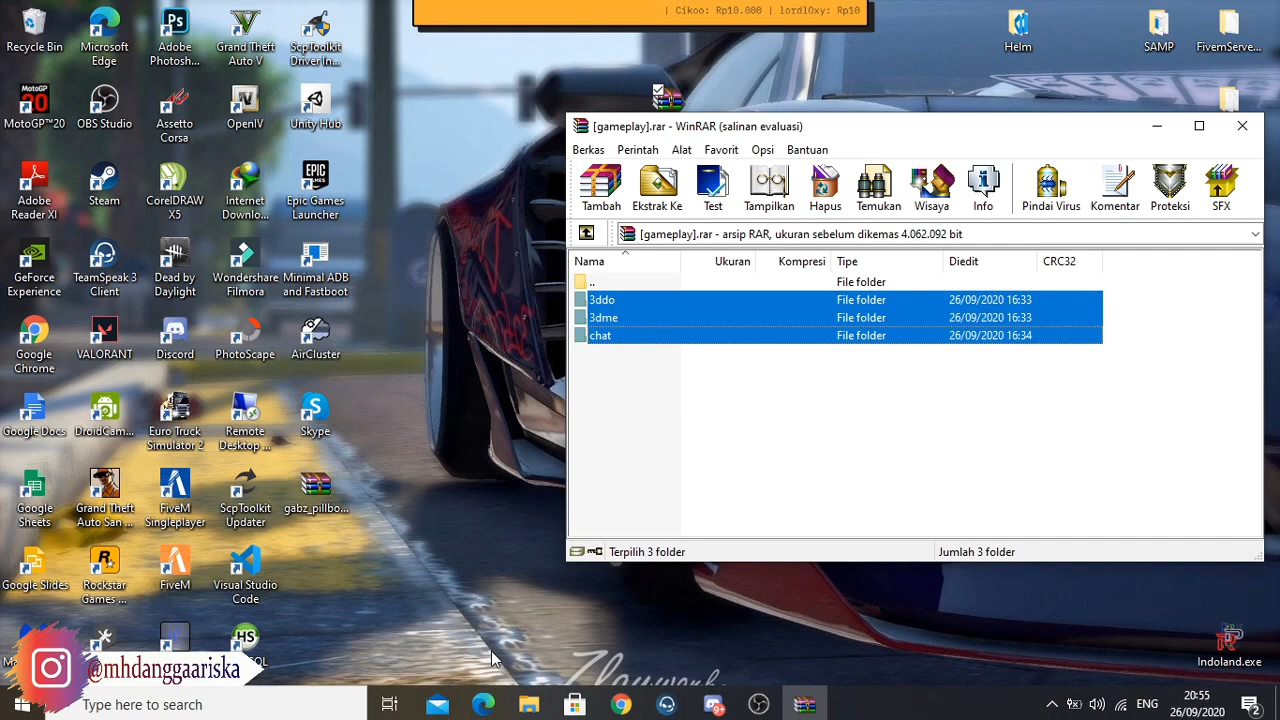 | Cikoo: Rp10.000 | lordlOxy: Rp10
Recycle Bin
Microsoft Edge
Adobe Photosh...
Grand Theft Auto V
ScpToolkit Driver In...
Helm
SAMP
FivemServe...
MotoGP™20
OBS Studio
Assetto Corsa
OpenIV
Unity Hub
Adobe Reader XI
Steam
CorelDRAW X5
Internet Downlo...
Epic Games Launcher
GeForce Experience
TeamSpeak 3 Client
Dead by Daylight
Wondershare Filmora
Minimal ADB and Fastboot
Google Chrome
VALORANT
Discord
PhotoScape
AirCluster
Google Docs
DroidCam...
Euro Truck Simulator 2
Remote Desktop ...
Skype
Google Sheets
Grand Theft Auto San ...
FiveM Singleplayer
ScpToolkit Updater
gabz_pillbo...
Google Slides
Rockstar Games ...
FiveM
Visual Studio Code
[gameplay].rar - WinRAR (salinan evaluasi)
Berkas Perintah Alat Favorit Opsi Bantuan
Tambah Ekstrak Ke Test Tampilkan Hapus Temukan Wisaya Info Pindai Virus Komentar Proteksi SFX
[gameplay].rar - arsip RAR, ukuran sebelum dikemas 4.062.092 bit
Nama Ukuran Kompresi Tipe Diedit CRC32
.. File folder
3ddo File folder 26/09/2020 16:33
3dme File folder 26/09/2020 16:33
chat File folder 26/09/2020 16:34
Terpilih 3 folder Jumlah 3 folder
@mhdanggaariska
Indoland.exe
Type here to search
ENG
20:55
26/09/2020